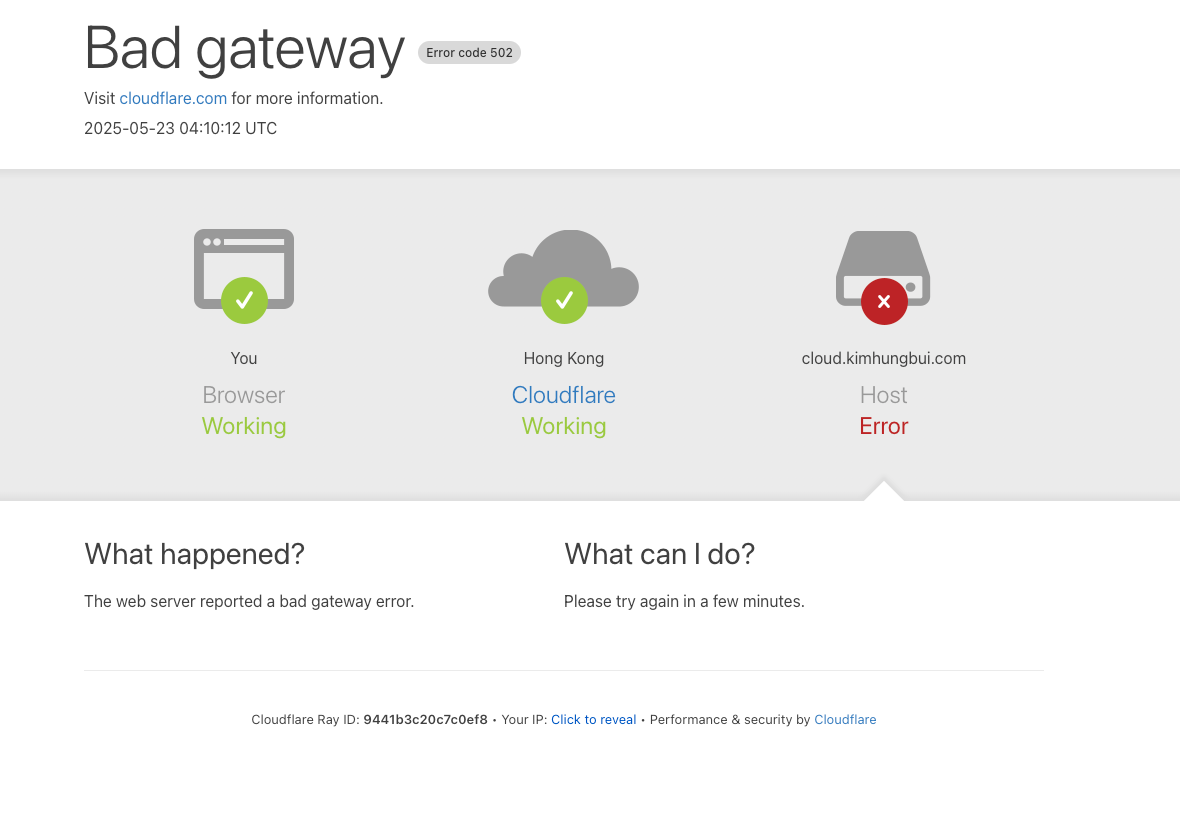 Bad gateway Error code 502
Visit cloudflare.com for more information.
2025-05-23 04:10:12 UTC
You
Browser
Working
Hong Kong
Cloudflare
Working
cloud.kimhungbui.com
Host
Error
What happened?
The web server reported a bad gateway error.
What can I do?
Please try again in a few minutes.
Cloudflare Ray ID: 9441b3c20c7c0ef8 • Your IP: Click to reveal • Performance & security by Cloudflare